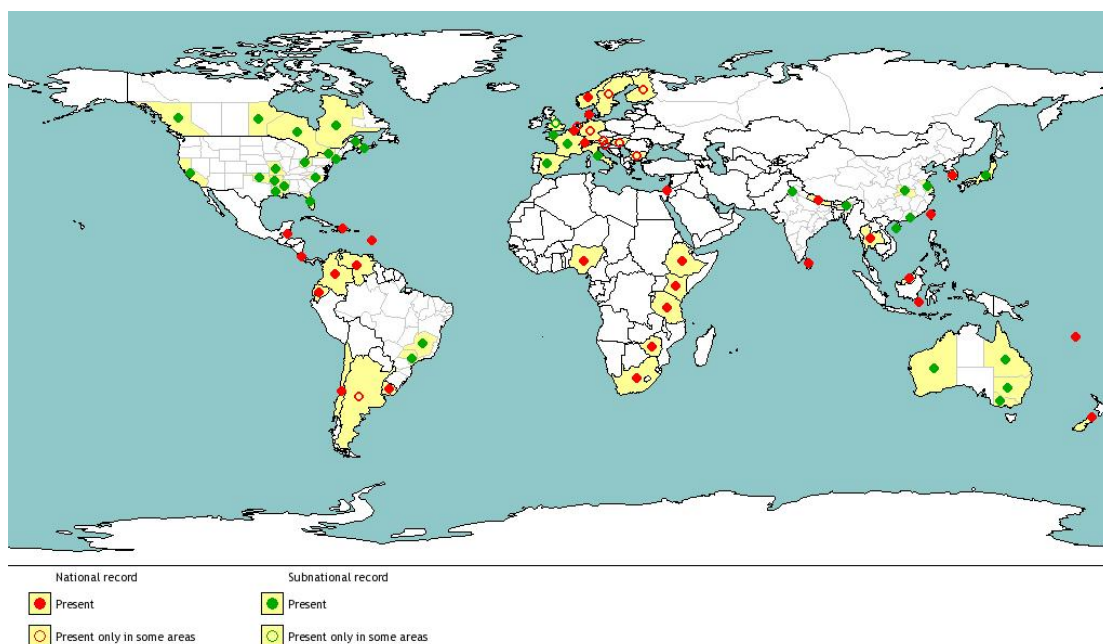 National record
Subnational record
Present
Present
Present only in some areas
Present only in some areas